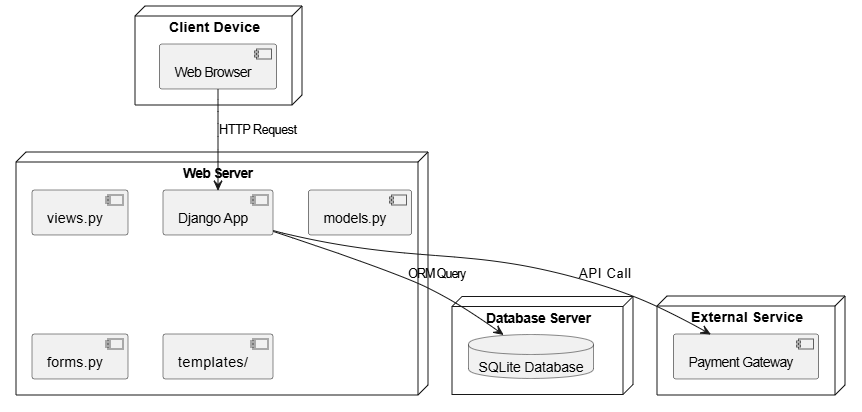 Client Device
Web Browser
HTTP Request
Web Server
views.py
Django App
models.py
ORM Query
API Call
Database Server
External Service
forms.py
templates/
SQLite Database
Payment Gateway